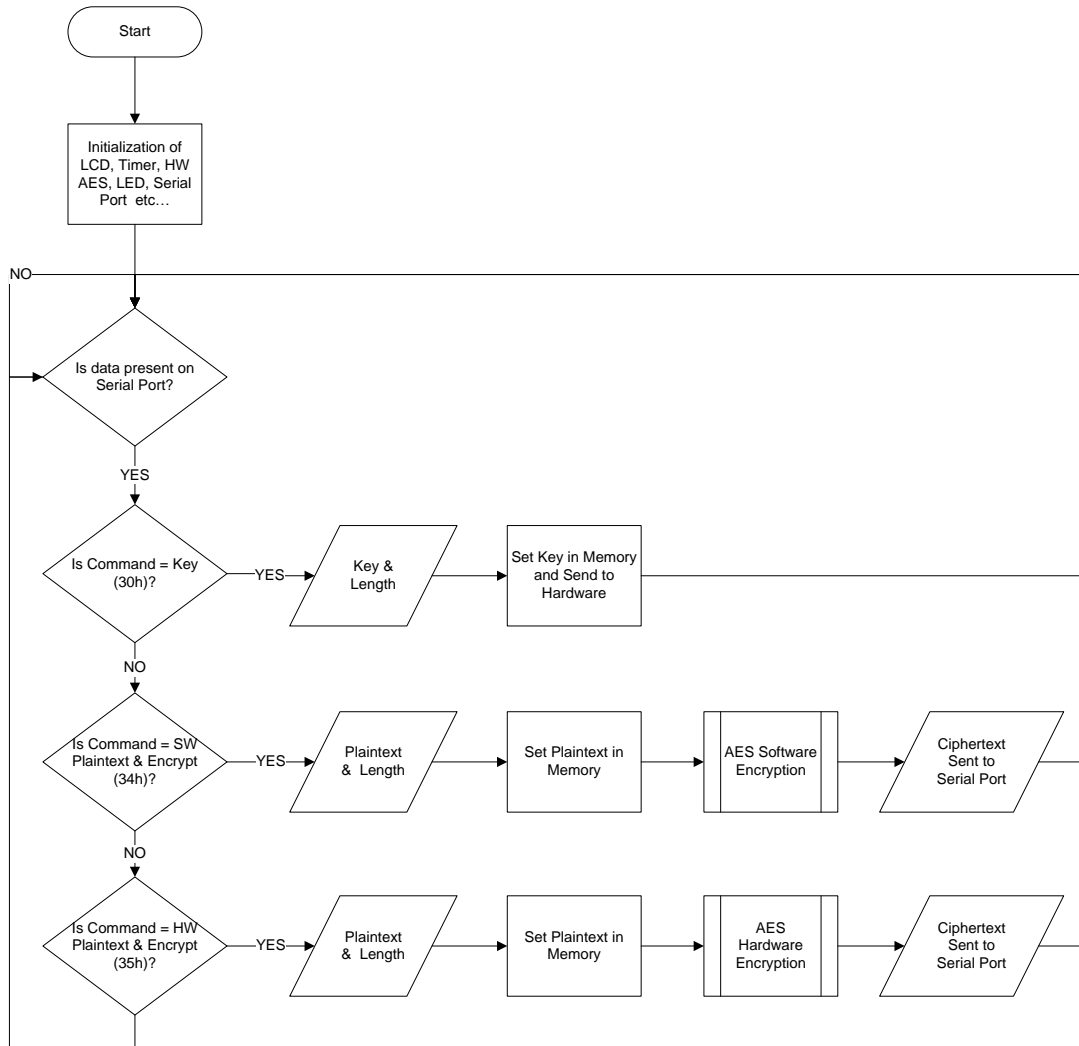 Start
Initialization of
LCD, Timer, HW
AES, LED, Serial
Port etc…
NO
Is data present on
Serial Port?
YES
Is Command = Key
(30h)?
YES
Key &
Length
Set Key in Memory
and Send to
Hardware
NO
Is Command = SW
Plaintext & Encrypt
(34h)?
YES
Plaintext
& Length
Set Plaintext in
Memory
AES Software
Encryption
Ciphertext
Sent to
Serial Port
NO
Is Command = HW
Plaintext & Encrypt
(35h)?
YES
Plaintext
& Length
Set Plaintext in
Memory
AES
Hardware
Encryption
Ciphertext
Sent to
Serial Port